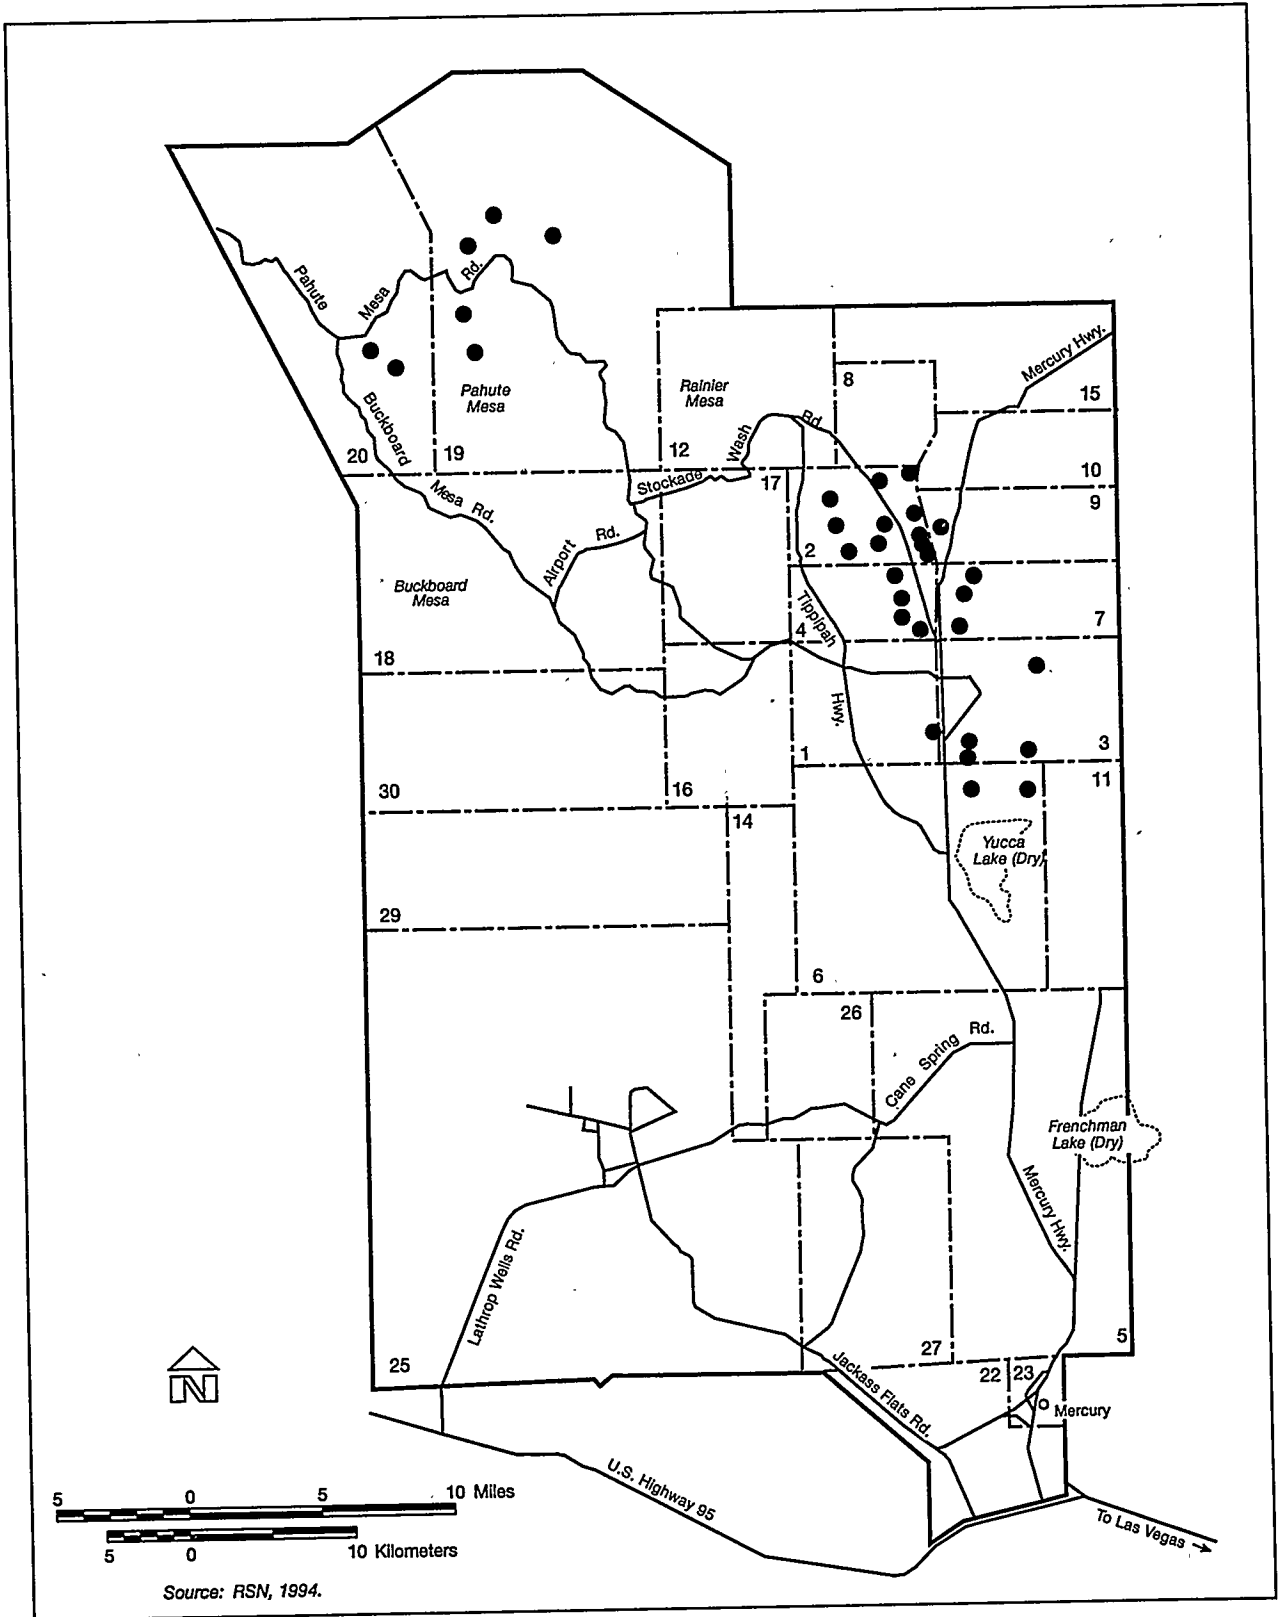 Pahute
Mesa
Rd.
Mercury Hwy.
8
15
Pahute
Mesa
Rainier
Mesa
Buckboard
Mesa Rd.
Rd.
Wash
Stockade
20
19
12
17
10
9
Airport
Rd.
2
Buckboard
Mesa
Tippipah
Hwy.
4
7
18
1
3
11
30
16
14
Yucca
Lake (Dry)
29
6
26
Cane Spring
Rd.
Frenchman
Lake (Dry)
Mercury Hwy.
Lathrop Wells Rd.
5
27
25
22
23
Jackass Flats Rd.
Mercury
N
U.S. Highway 95
To Las Vegas
5 0 5 10 Miles
5 0 10 Kilometers
Source: RSN, 1994.